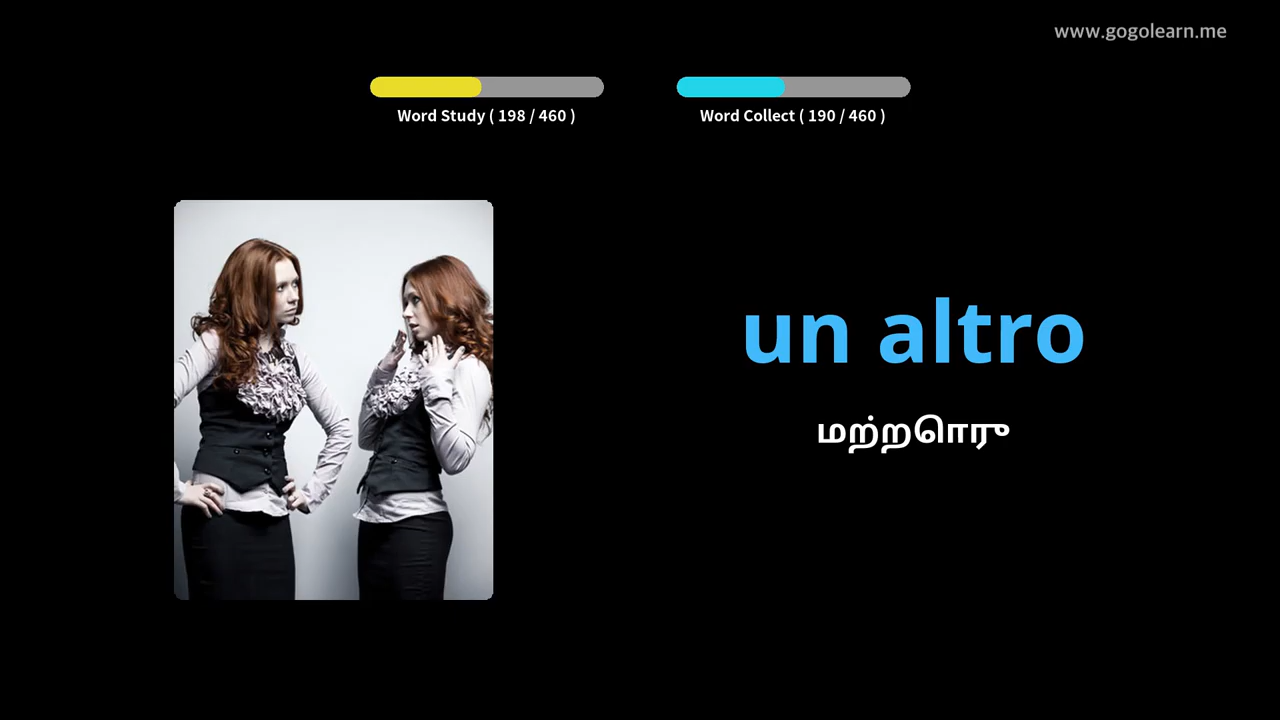 www.gogolearn.me
Word Study ( 198 / 460 )
Word Collect ( 190 / 460 )
un altro
மற்றொரு